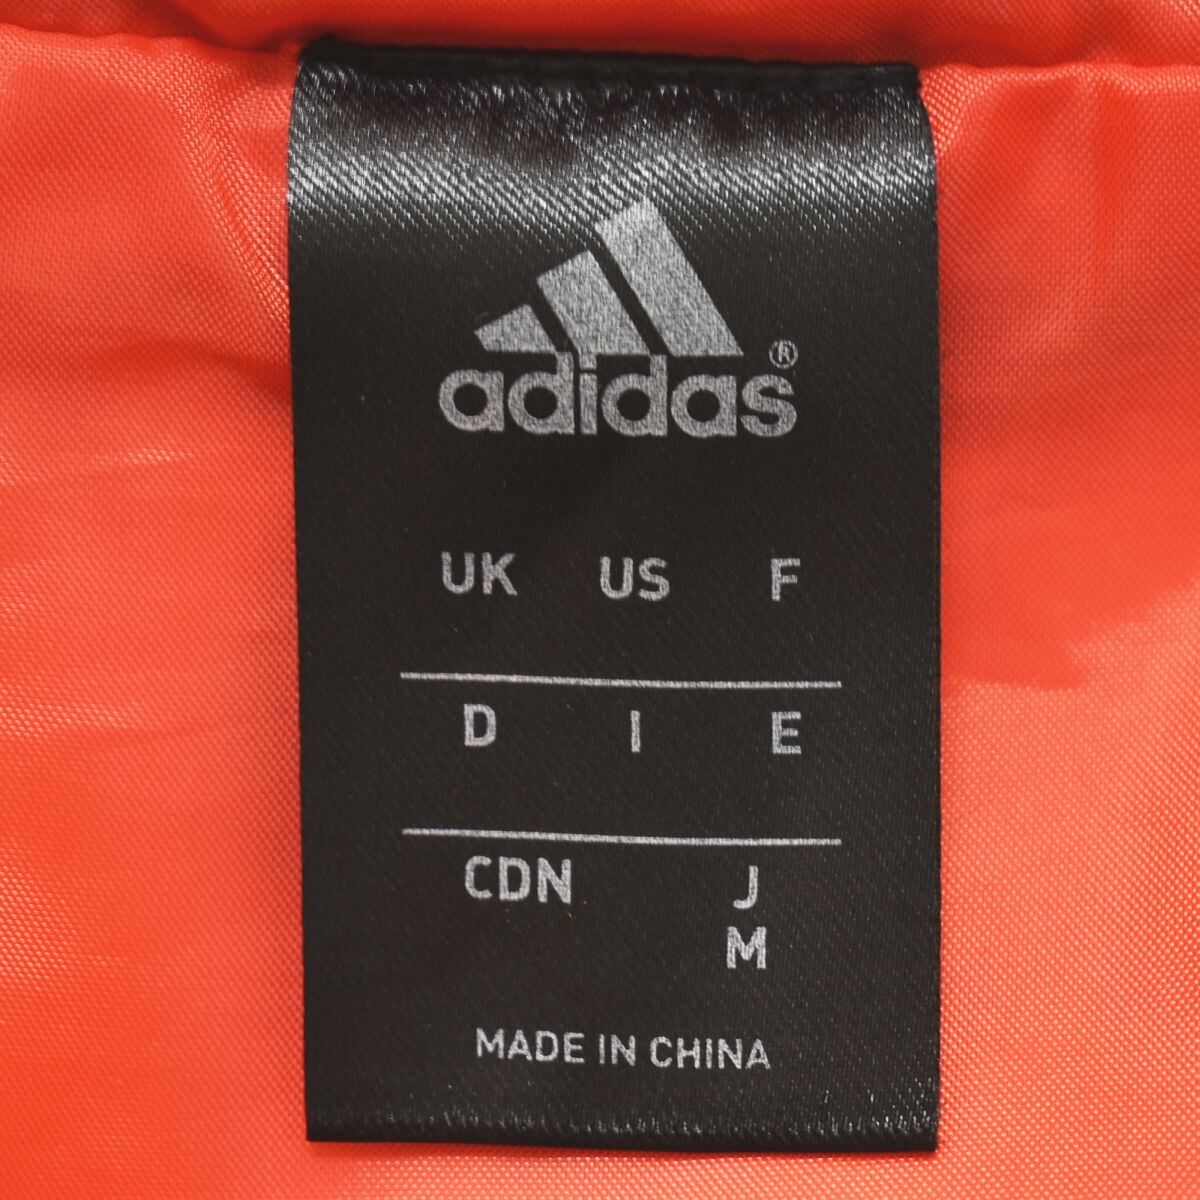 adidas®
UK US F
D I E
CDN J
M
MADE IN CHINA